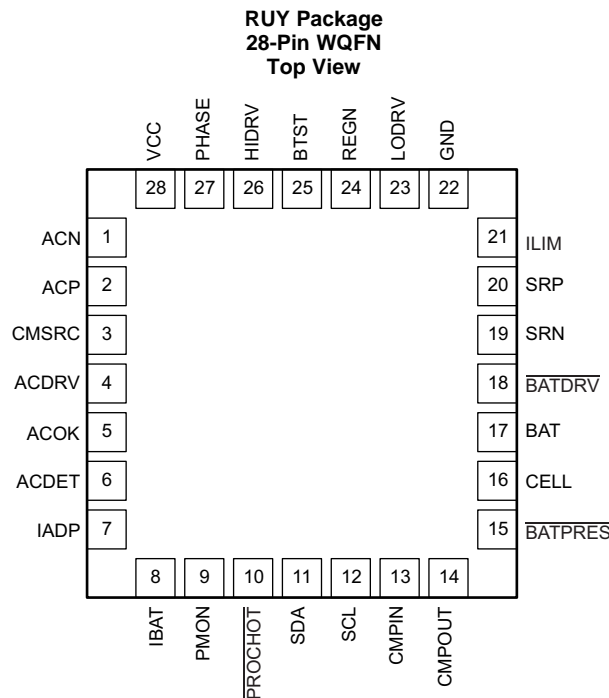 RUY Package
28-Pin WQFN
Top View
VCC
PHASE
HIDRV
BTST
REGN
LODRV
GND
28
27
26
25
24
23
22
ACN 1
ACP 2
CMSRC 3
ACDRV 4
ACOK 5
ACDET 6
IADP 7
21 ILIM
20 SRP
19 SRN
18 BATDRV
17 BAT
16 CELL
15 BATPRES
8
9
10
11
12
13
14
IBAT
PMON
PROCHOT
SDA
SCL
CMPIN
CMPOUT